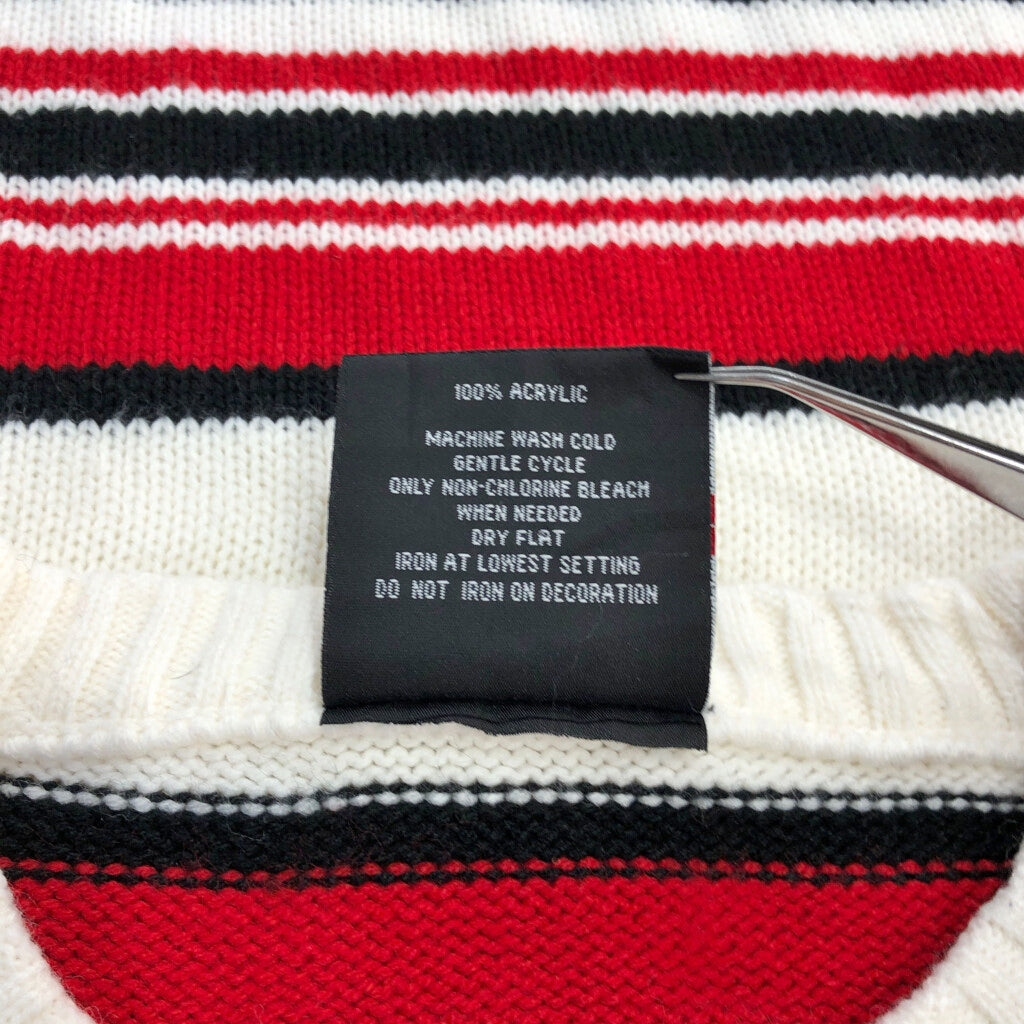 100% ACRYLIC
MACHINE WASH COLD
GENTLE CYCLE
ONLY NON-CHLORINE BLEACH
WHEN NEEDED
DRY FLAT
IRON AT LOWEST SETTING
DO NOT IRON ON DECORATION